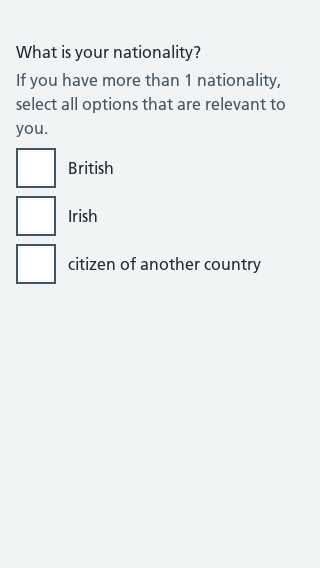 What is your nationality?
If you have more than 1 nationality,
select all options that are relevant to
you.
British
Irish
citizen of another country